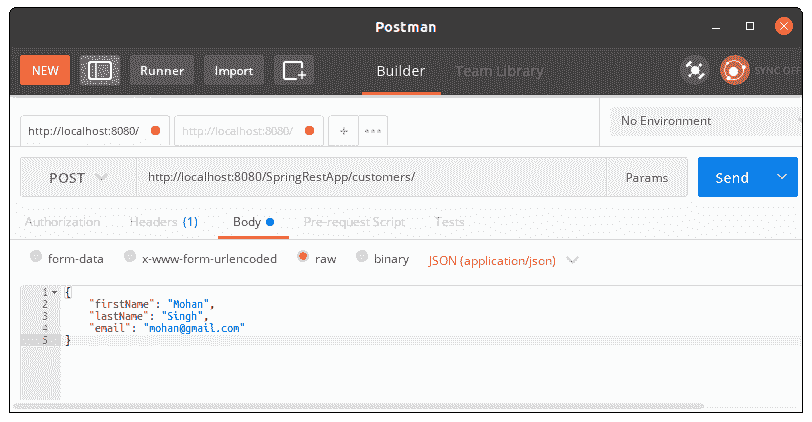 Postman
NEW Runner Import Builder Team Library SYNC OFF
http://localhost:8080/ http://localhost:8080/ + ••• No Environment
POST http://localhost:8080/SpringRestApp/customers/ Params Send
Authorization Headers (1) Body Pre-request Script Tests
form-data x-www-form-urlencoded raw binary JSON (application/json)
1 {
2 "firstName": "Mohan",
3 "lastName": "Singh",
4 "email": "mohan@gmail.com"
5 }